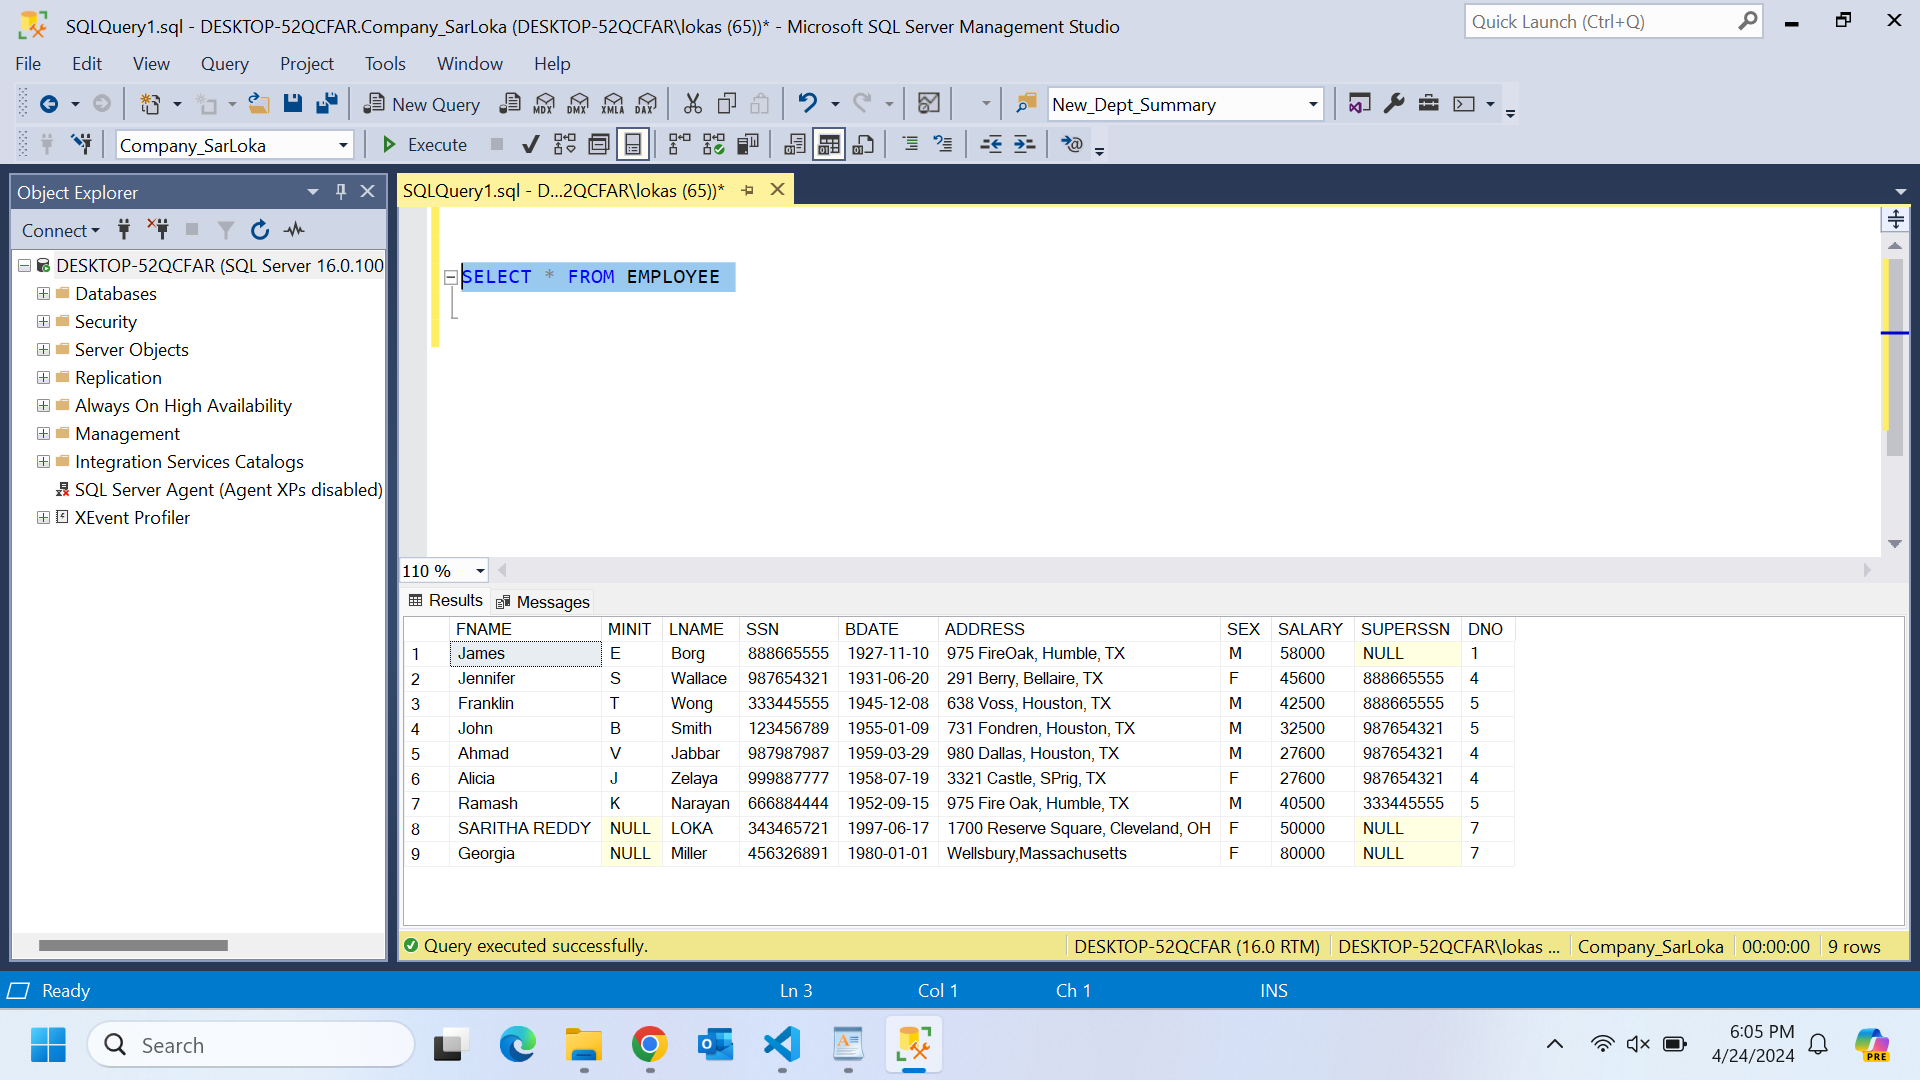 SQLQuery1.sql - DESKTOP-52QCFAR.Company_SarLoka (DESKTOP-52QCFAR\lokas (65))* - Microsoft SQL Server Management Studio
Quick Launch (Ctrl+Q)
File Edit View Query Project Tools Window Help
New Query MDX DMX XMLA DAX New_Dept_Summary
Company_SarLoka Execute
Object Explorer
SQLQuery1.sql - D...2QCFAR\lokas (65))*
Connect
DESKTOP-52QCFAR (SQL Server 16.0.100
Databases
Security
Server Objects
Replication
Always On High Availability
Management
Integration Services Catalogs
SQL Server Agent (Agent XPs disabled)
XEvent Profiler
SELECT * FROM EMPLOYEE
110 %
Results Messages
FNAME MINIT LNAME SSN BDATE ADDRESS SEX SALARY SUPERSSN DNO
1 James E Borg 888665555 1927-11-10 975 FireOak, Humble, TX M 58000 NULL 1
2 Jennifer S Wallace 987654321 1931-06-20 291 Berry, Bellaire, TX F 45600 888665555 4
3 Franklin T Wong 333445555 1945-12-08 638 Voss, Houston, TX M 42500 888665555 5
4 John B Smith 123456789 1955-01-09 731 Fondren, Houston, TX M 32500 987654321 5
5 Ahmad V Jabbar 987987987 1959-03-29 980 Dallas, Houston, TX M 27600 987654321 4
6 Alicia J Zelaya 999887777 1958-07-19 3321 Castle, SPrig, TX F 27600 987654321 4
7 Ramash K Narayan 666884444 1952-09-15 975 Fire Oak, Humble, TX M 40500 333445555 5
8 SARITHA REDDY NULL LOKA 343465721 1997-06-17 1700 Reserve Square, Cleveland, OH F 50000 NULL 7
9 Georgia NULL Miller 456326891 1980-01-01 Wellsbury,Massachusetts F 80000 NULL 7
Query executed successfully. DESKTOP-52QCFAR (16.0 RTM) DESKTOP-52QCFAR\lokas ... Company_SarLoka 00:00:00 9 rows
Ready Ln 3 Col 1 Ch 1 INS
Search
6:05 PM
4/24/2024
PRE